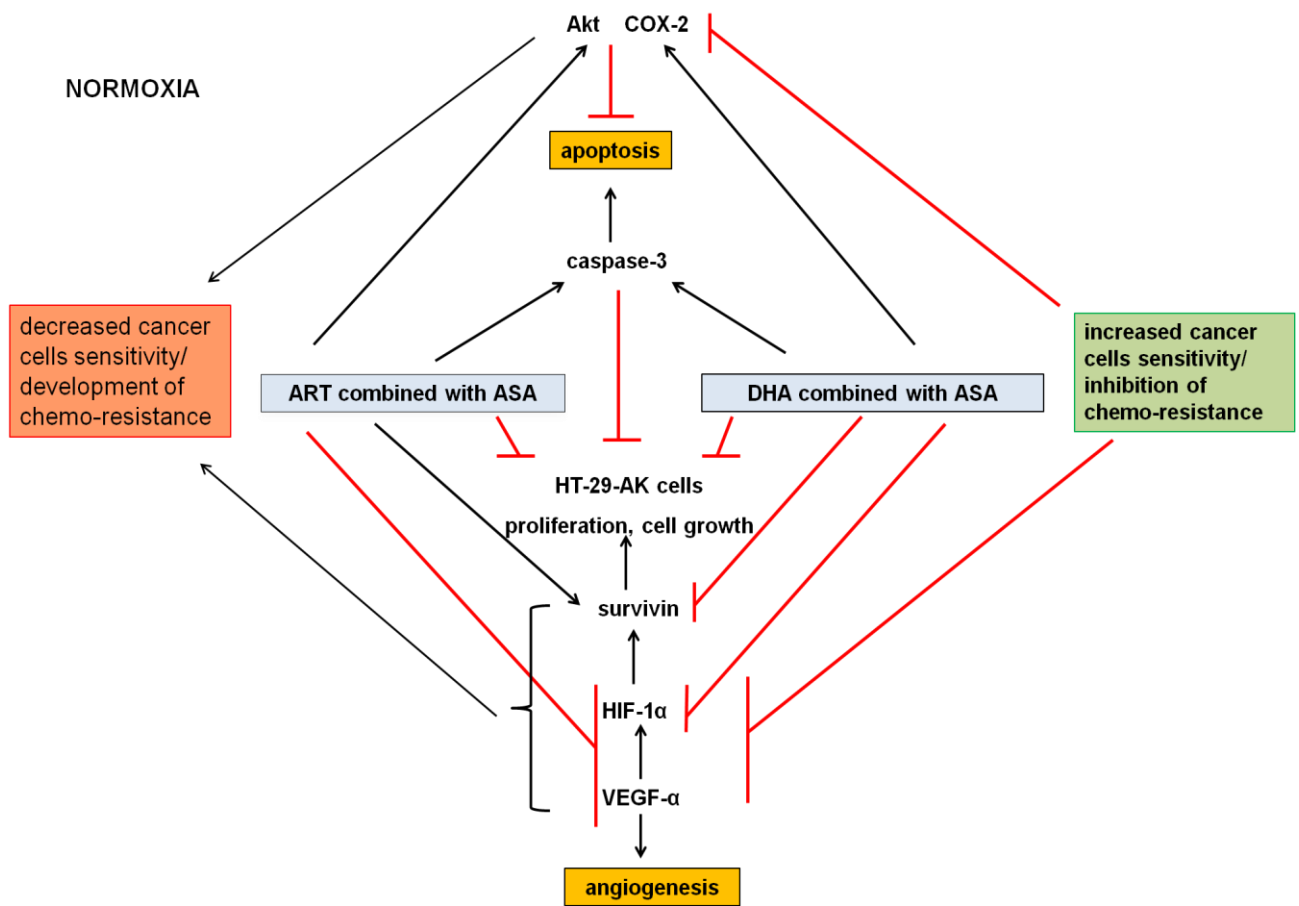 Akt COX-2
NORMOXIA
apoptosis
caspase-3
decreased cancer
cells sensitivity/
development of
chemo-resistance
ART combined with ASA
DHA combined with ASA
increased cancer
cells sensitivity/
inhibition of
chemo-resistance
HT-29-AK cells
proliferation, cell growth
survivin
HIF-1α
VEGF-α
angiogenesis